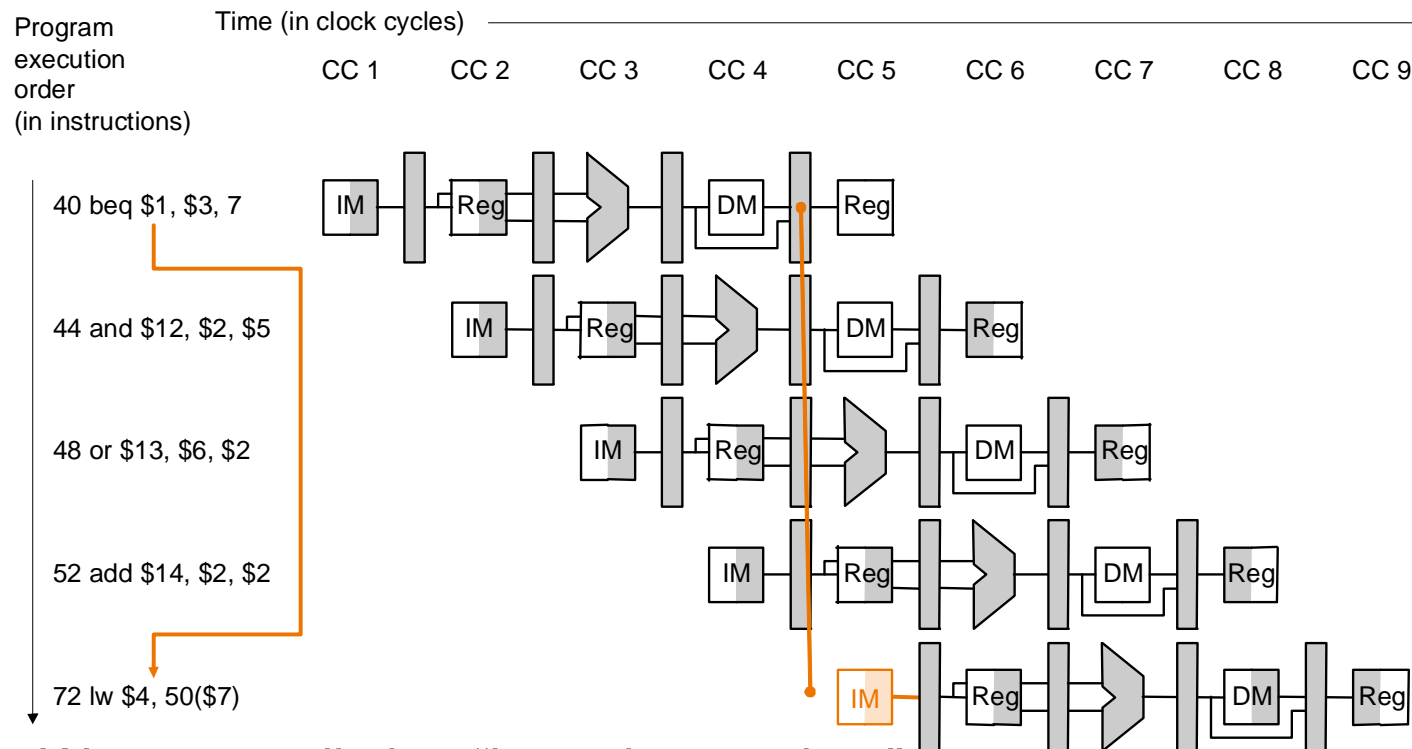 Time (in clock cycles)
Program
execution
order
(in instructions)
CC 1 CC 2 CC 3 CC 4 CC 5 CC 6 CC 7 CC 8 CC 9
40 beq $1, $3, 7
IM Reg DM Reg
44 and $12, $2, $5
IM Reg DM Reg
48 or $13, $6, $2
IM Reg DM Reg
52 add $14, $2, $2
IM Reg DM Reg
72 lw $4, 50($7)
IM Reg DM Reg